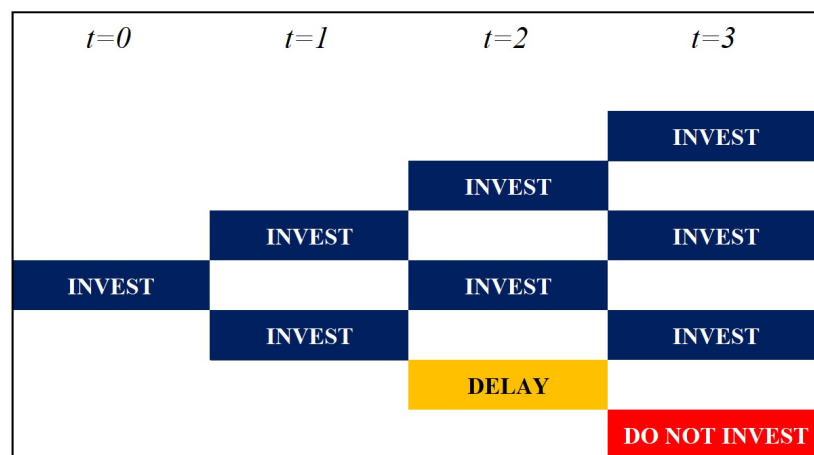 t=0 t=1 t=2 t=3
INVEST
INVEST
INVEST INVEST
INVEST INVEST
INVEST INVEST
DELAY
DO NOT INVEST